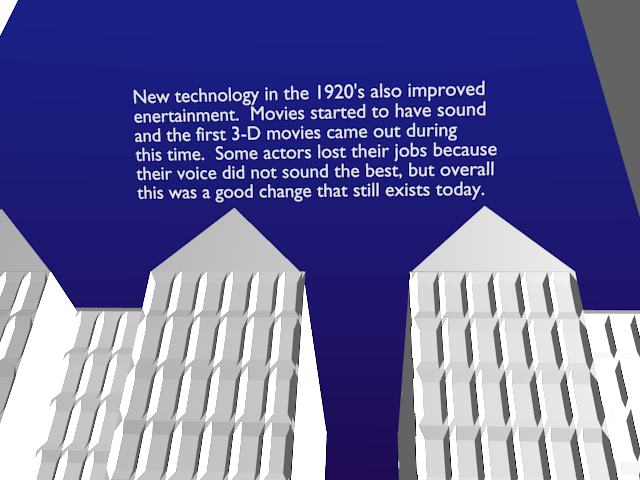 New technology in the 1920's also improved
enertainment.  Movies started to have sound
and the first 3-D movies came out during
this time.  Some actors lost their jobs because
their voice did not sound the best, but overall
this was a good change that still exists today.